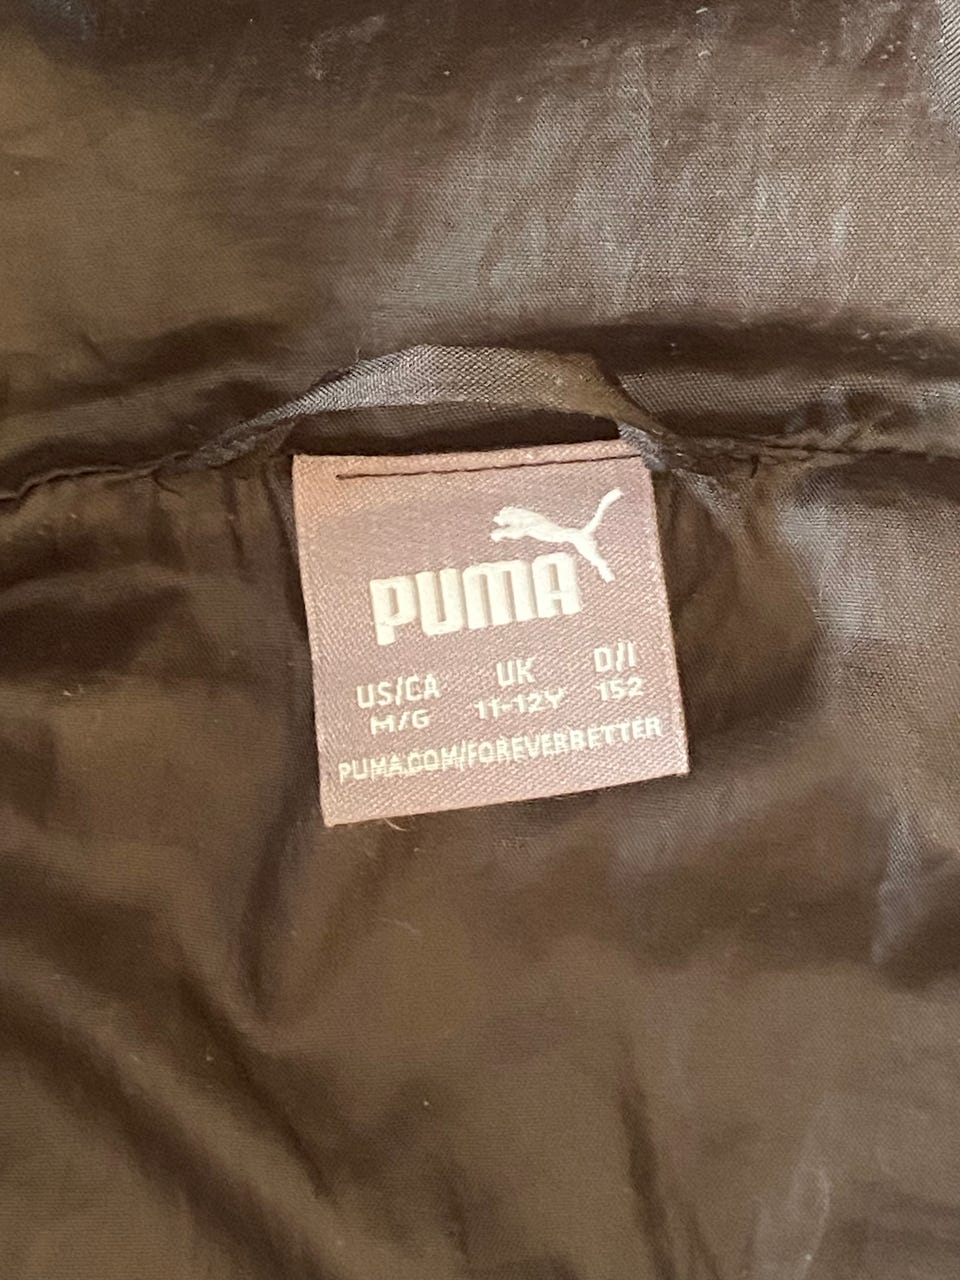 PUMA
US/CA UK D/I
M/G 11-12Y 152
PUMA.COM/FOREVERBETTER